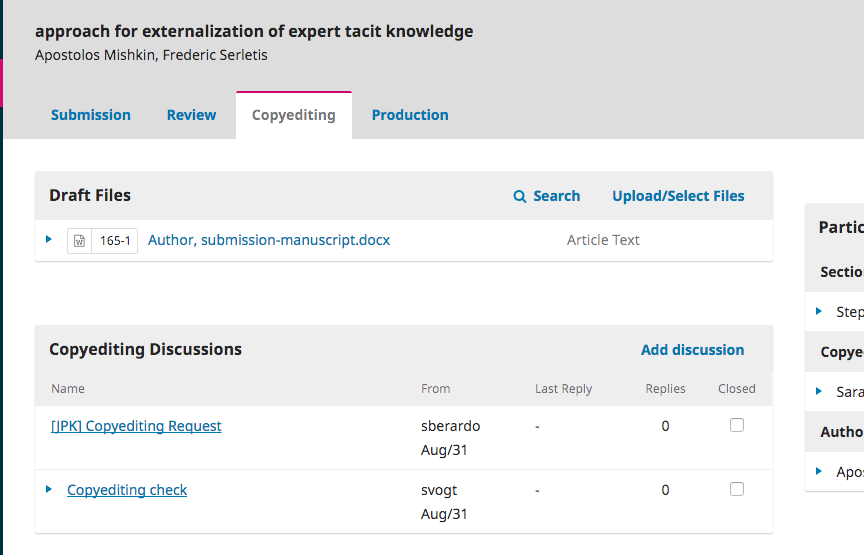 approach for externalization of expert tacit knowledge
Apostolos Mishkin, Frederic Serletis
Submission Review Copyediting Production
Draft Files Search Upload/Select Files
165-1 Author, submission-manuscript.docx Article Text
Copyediting Discussions Add discussion
Name From Last Reply Replies Closed
[JPK] Copyediting Request sberardo - 0
Aug/31
Copyediting check svogt - 0
Aug/31
Partic
Sectio
Step
Copye
Sara
Autho
Apos